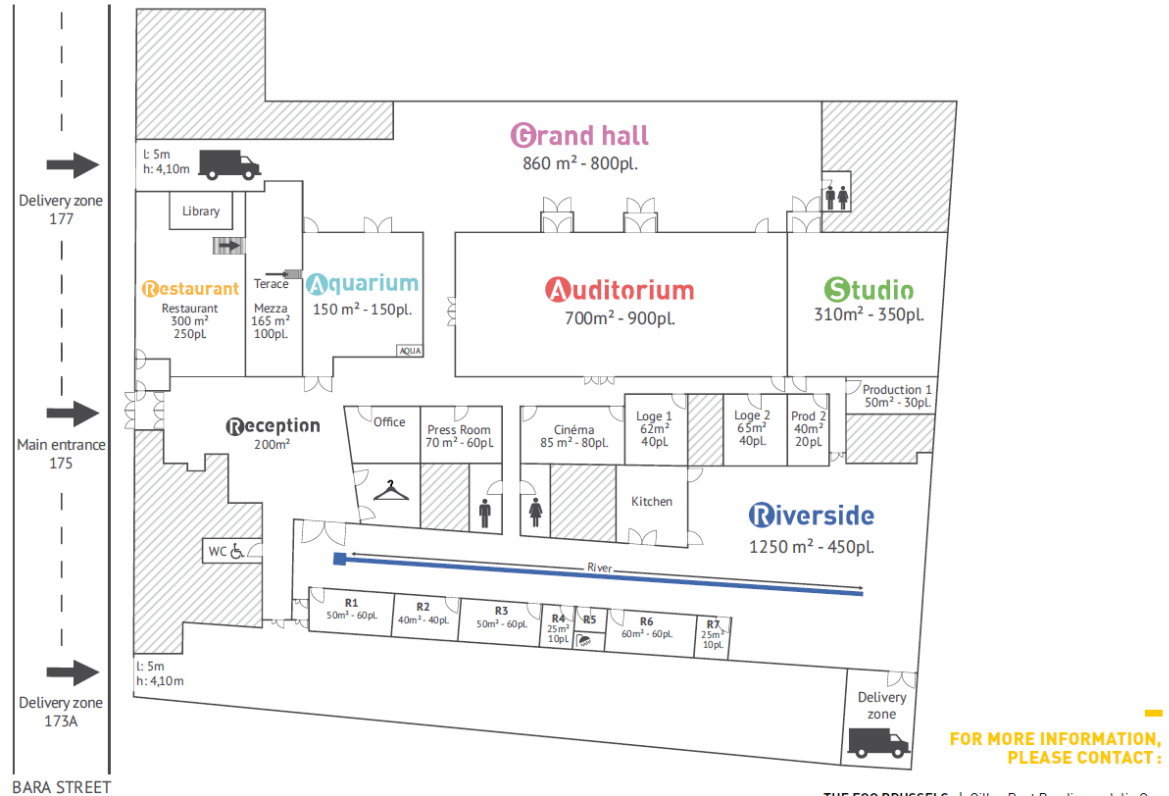 Grand hall
860 m² - 800pl.
l: 5m
h: 4,10m
Delivery zone
177
Library
Terace
Restaurant
Restaurant
300 m²
250pl.
Mezza
165 m²
100pl.
Aquarium
150 m² - 150pl.
AQUA
Auditorium
700m² - 900pl.
Studio
310m² - 350pl.
Production 1
50m² - 30pl.
Main entrance
175
Reception
200m²
Office
Press Room
70 m² - 60pl.
Cinéma
85 m² - 80pl.
Loge 1
62m²
40pl.
Loge 2
65m²
40pl.
Prod 2
40m²
20pl.
Kitchen
Riverside
1250 m² - 450pl.
WC
River
R1
50m² - 60pl.
R2
40m² - 40pl.
R3
50m² - 60pl.
R4
25m²
10pl.
R5
R6
60m² - 60pl.
R7
25m²
10pl.
l: 5m
h: 4,10m
Delivery zone
173A
Delivery
zone
BARA STREET
FOR MORE INFORMATION,
PLEASE CONTACT :
THE EGG BRUSSELS |